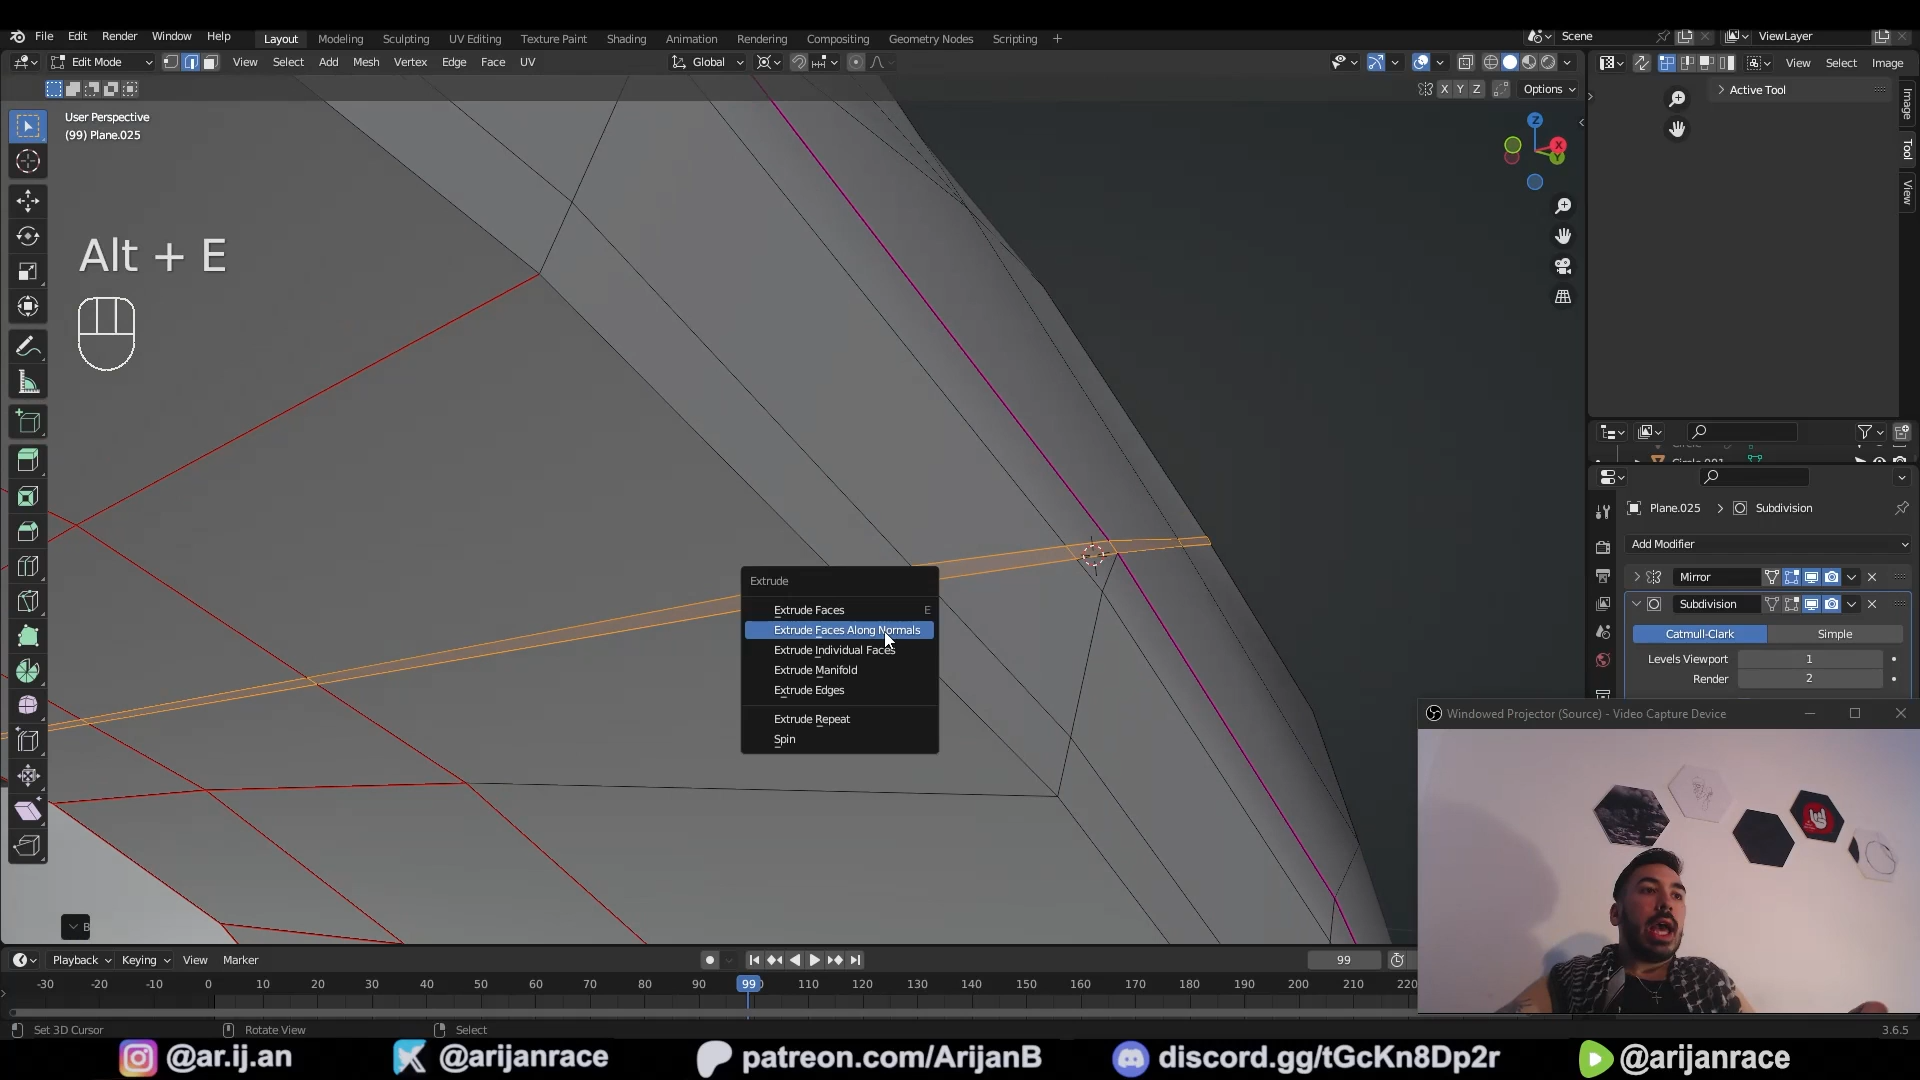 File Edit Render Window Help
Layout Modeling Sculpting UV Editing Texture Paint Shading Animation Rendering Compositing Geometry Nodes Scripting +
Scene
ViewLayer
Edit Mode View Select Add Mesh Vertex Edge Face UV
Global
View Select Image
X Y Z
Options
Active Tool
User Perspective
(99) Plane.025
Z
X
Y
Image
Tool
View
Alt + E
Extrude
Extrude Faces E
Extrude Faces Along Normals
Extrude Individual Faces
Extrude Manifold
Extrude Edges
Extrude Repeat
Spin
Plane.025 > Subdivision
Add Modifier
Mirror
Subdivision
Catmull-Clark Simple
Levels Viewport 1
Render 2
Windowed Projector (Source) - Video Capture Device
Playback Keying View Marker
99
-30 -20 -10 0 10 20 30 40 50 60 70 80 90 99 110 120 130 140 150 160 170 180 190 200 210 220
Set 3D Cursor Rotate View Select
3.6.5
@ar.ij.an @arijanrace patreon.com/ArijanB discord.gg/tGcKn8Dp2r @arijanrace